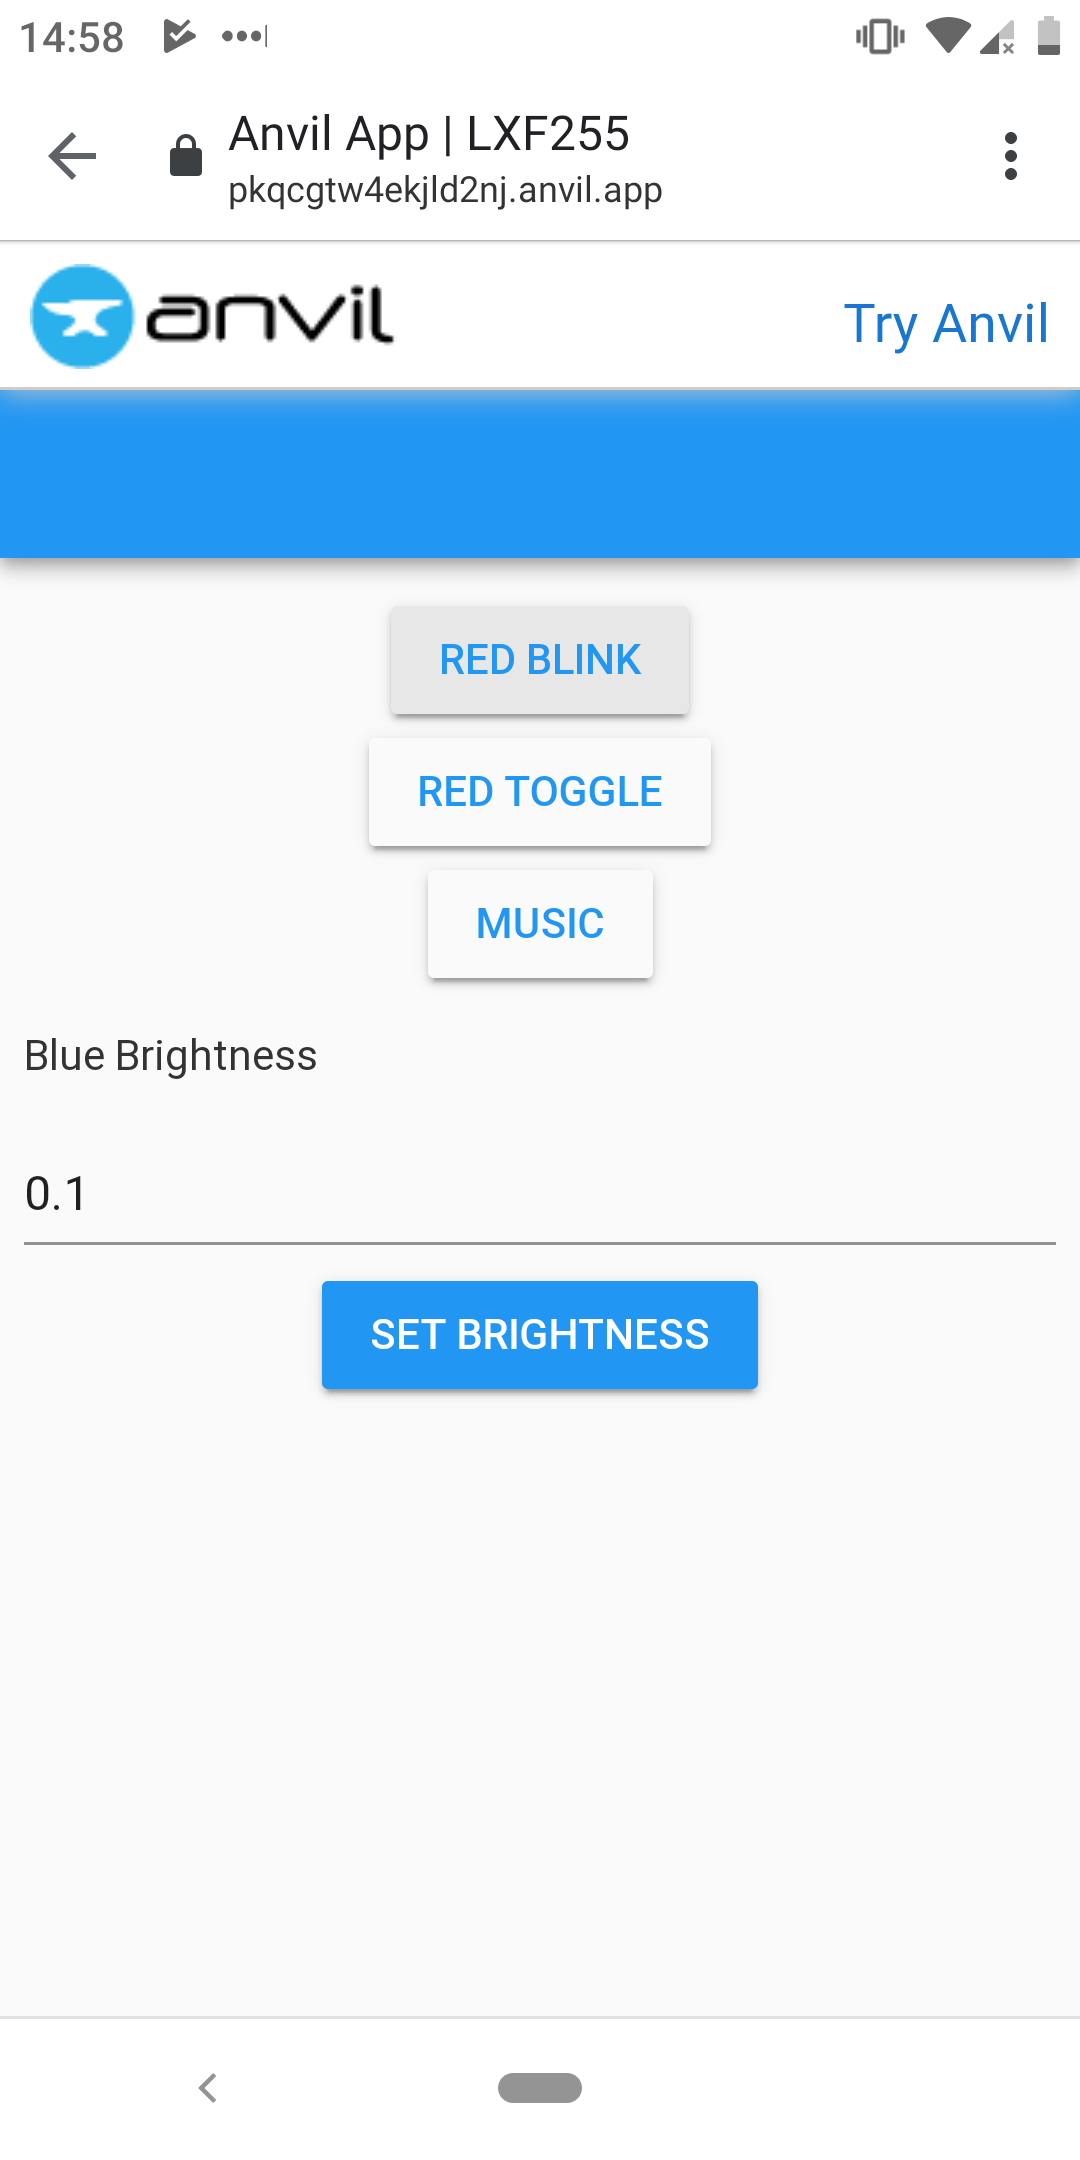 14:58
Anvil App | LXF255
pkqcgtw4ekjld2nj.anvil.app
anvil
Try Anvil
RED BLINK
RED TOGGLE
MUSIC
Blue Brightness
0.1
SET BRIGHTNESS